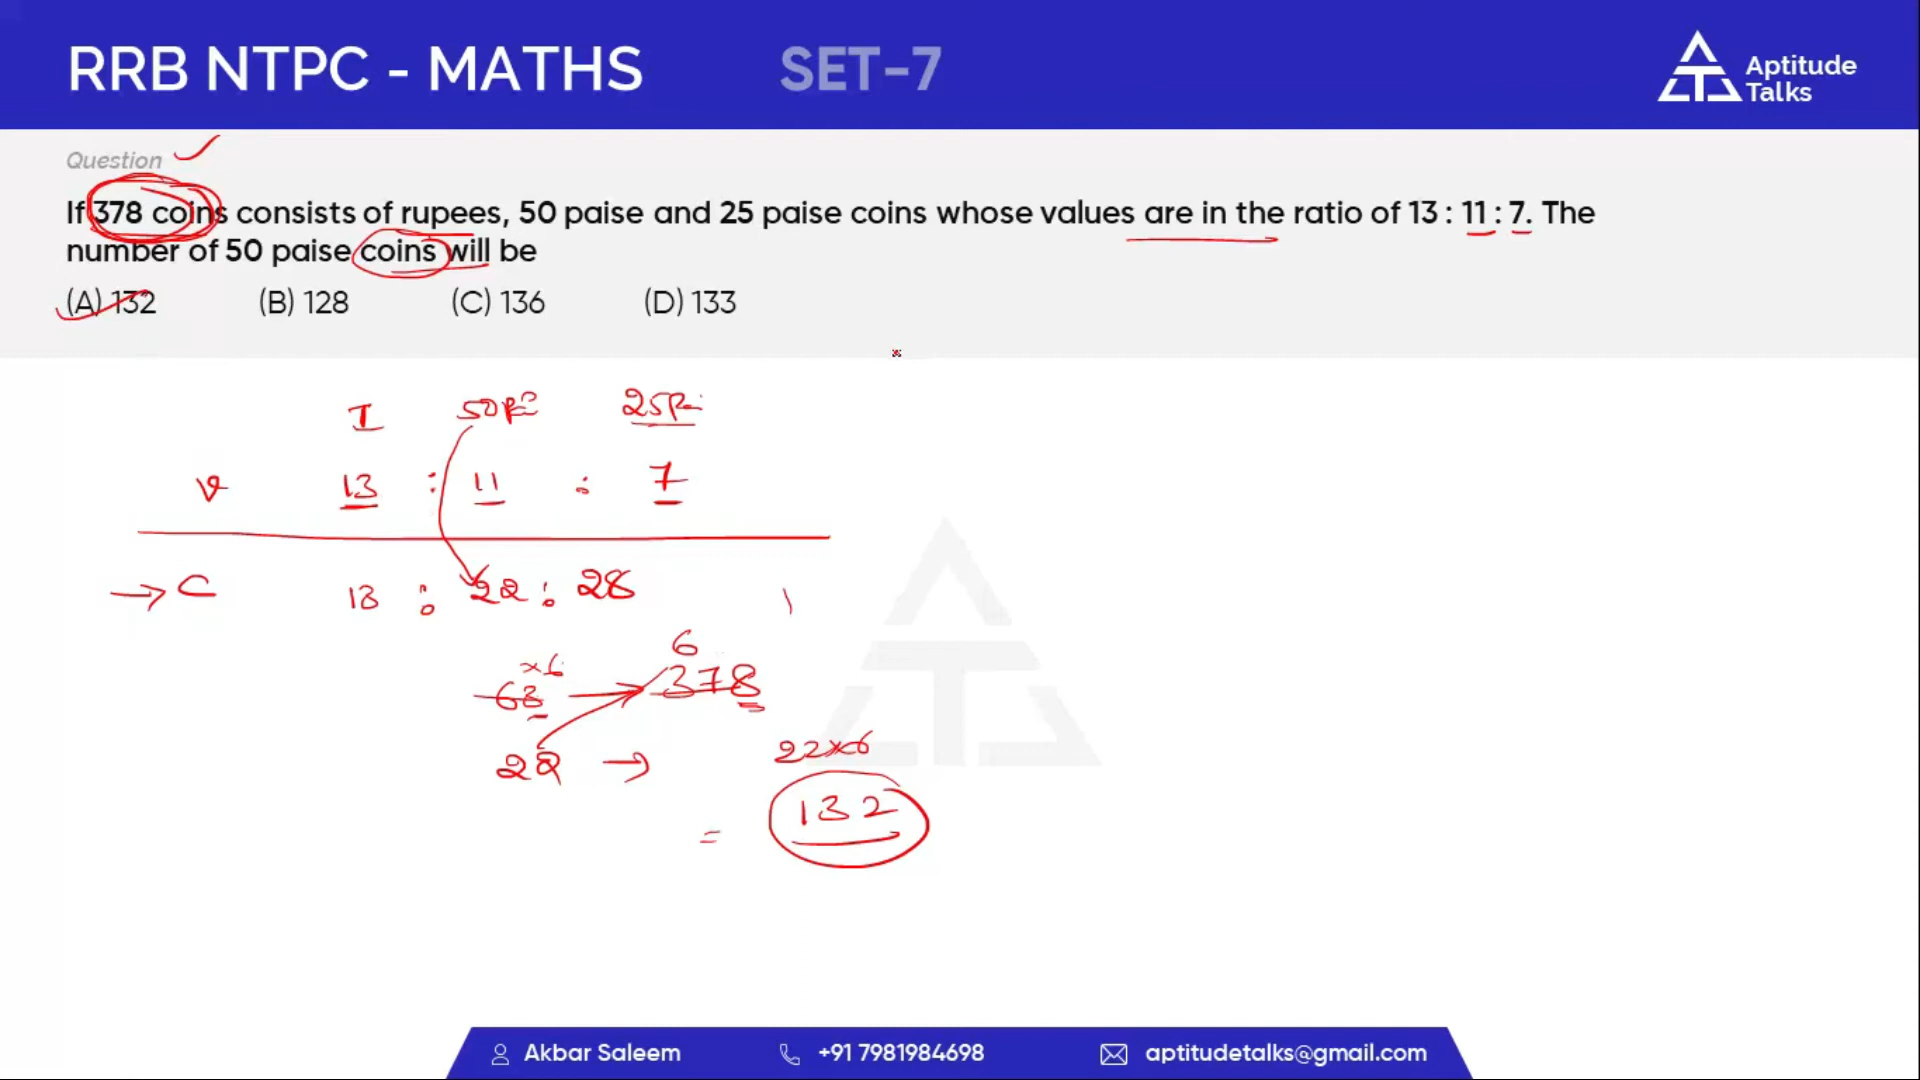 RRB NTPC - MATHS SET-7
Aptitude
Talks
Question
If 378 coins consists of rupees, 50 paise and 25 paise coins whose values are in the ratio of 13 : 11 : 7. The
number of 50 paise coins will be
(A) 132 (B) 128 (C) 136 (D) 133
I 50P 25P
v 13 : 11 : 7
→ C 13 : 22 : 28
×6 6
63 → 378
22 → 22×6
= 132
Akbar Saleem +91 7981984698 aptitudetalks@gmail.com